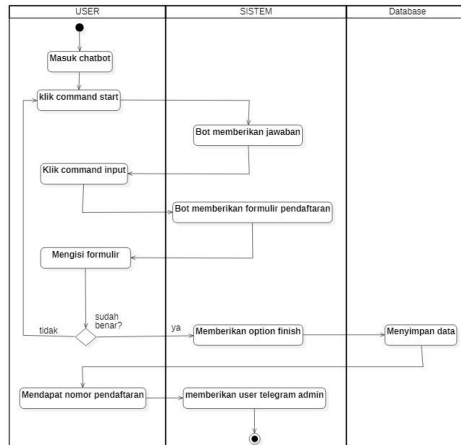 USER
SISTEM
Database
Masuk chatbot
klik command start
Bot memberikan jawaban
Klik command input
Bot memberikan formulir pendaftaran
Mengisi formulir
sudah
benar?
tidak
ya
Memberikan option finish
Menyimpan data
Mendapat nomor pendaftaran
memberikan user telegram admin